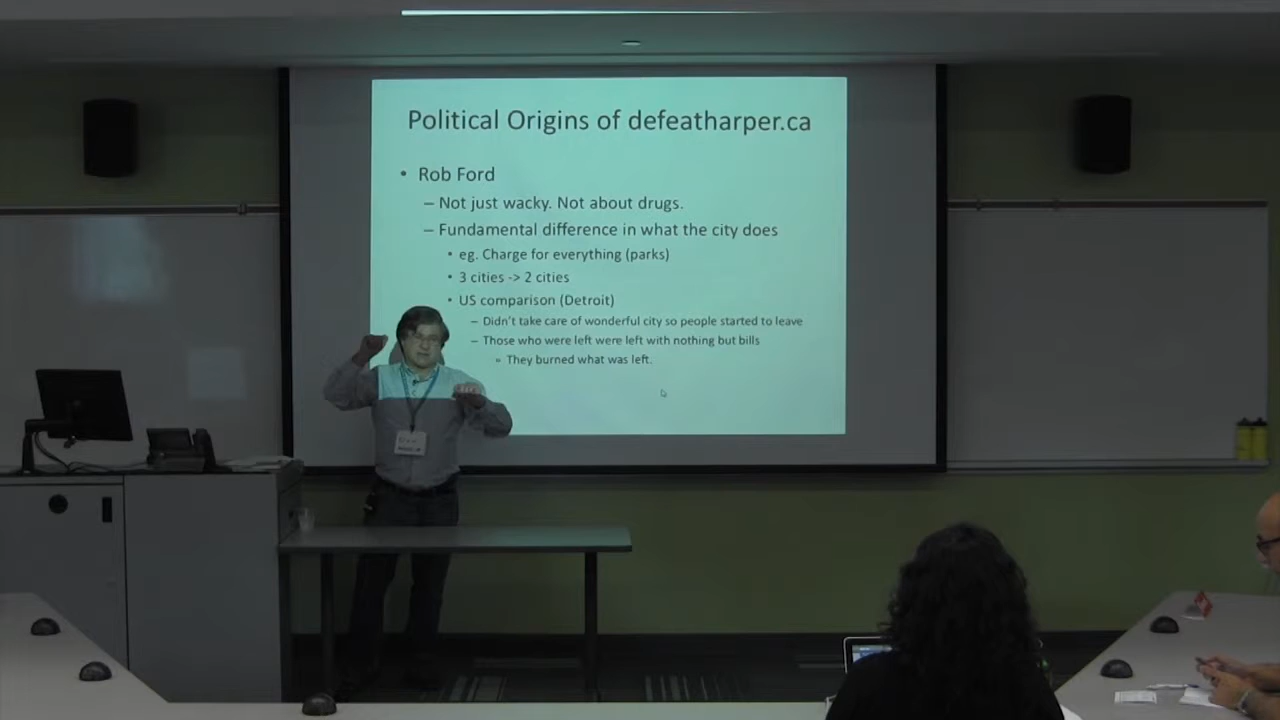 Political Origins of defeatharper.ca
• Rob Ford
– Not just wacky. Not about drugs.
– Fundamental difference in what the city does
• eg. Charge for everything (parks)
• 3 cities -> 2 cities
• US comparison (Detroit)
– Didn't take care of wonderful city so people started to leave
– Those who were left were left with nothing but bills
» They burned what was left.